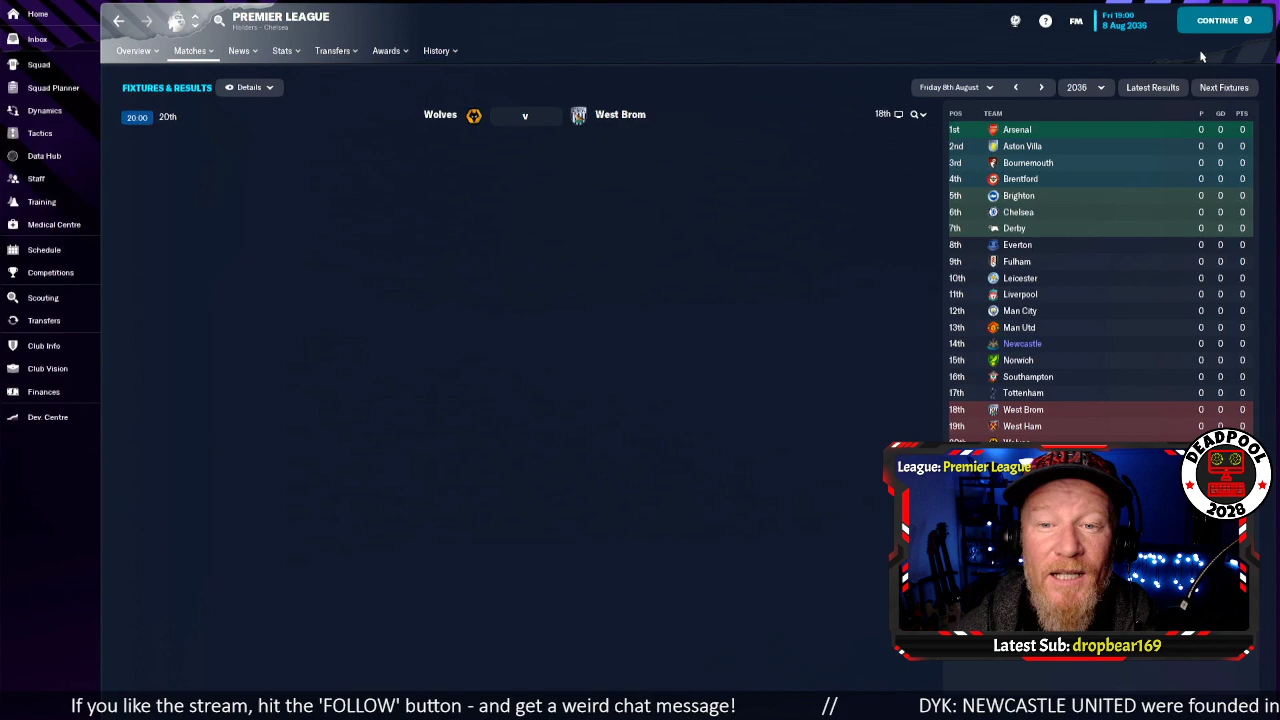 Home
Inbox
Squad
Squad Planner
Dynamics
Tactics
Data Hub
Staff
Training
Medical Centre
Schedule
Competitions
Scouting
Transfers
Club Info
Club Vision
Finances
Dev. Centre
PREMIER LEAGUE
Holders - Chelsea
FM
Fri 19:00
8 Aug 2036
CONTINUE
Overview Matches News Stats Transfers Awards History
FIXTURES & RESULTS Details
Friday 8th August 2036 Latest Results Next Fixtures
20:00 20th Wolves v West Brom 18th
POS TEAM P GD PTS
1st Arsenal 0 0 0
2nd Aston Villa 0 0 0
3rd Bournemouth 0 0 0
4th Brentford 0 0 0
5th Brighton 0 0 0
6th Chelsea 0 0 0
7th Derby 0 0 0
8th Everton 0 0 0
9th Fulham 0 0 0
10th Leicester 0 0 0
11th Liverpool 0 0 0
12th Man City 0 0 0
13th Man Utd 0 0 0
14th Newcastle 0 0 0
15th Norwich 0 0 0
16th Southampton 0 0 0
17th Tottenham 0 0 0
18th West Brom 0 0 0
19th West Ham 0 0 0
League: Premier League
DEADPOOL
2028
Latest Sub: dropbear169
If you like the stream, hit the 'FOLLOW' button - and get a weird chat message! // DYK: NEWCASTLE UNITED were founded in